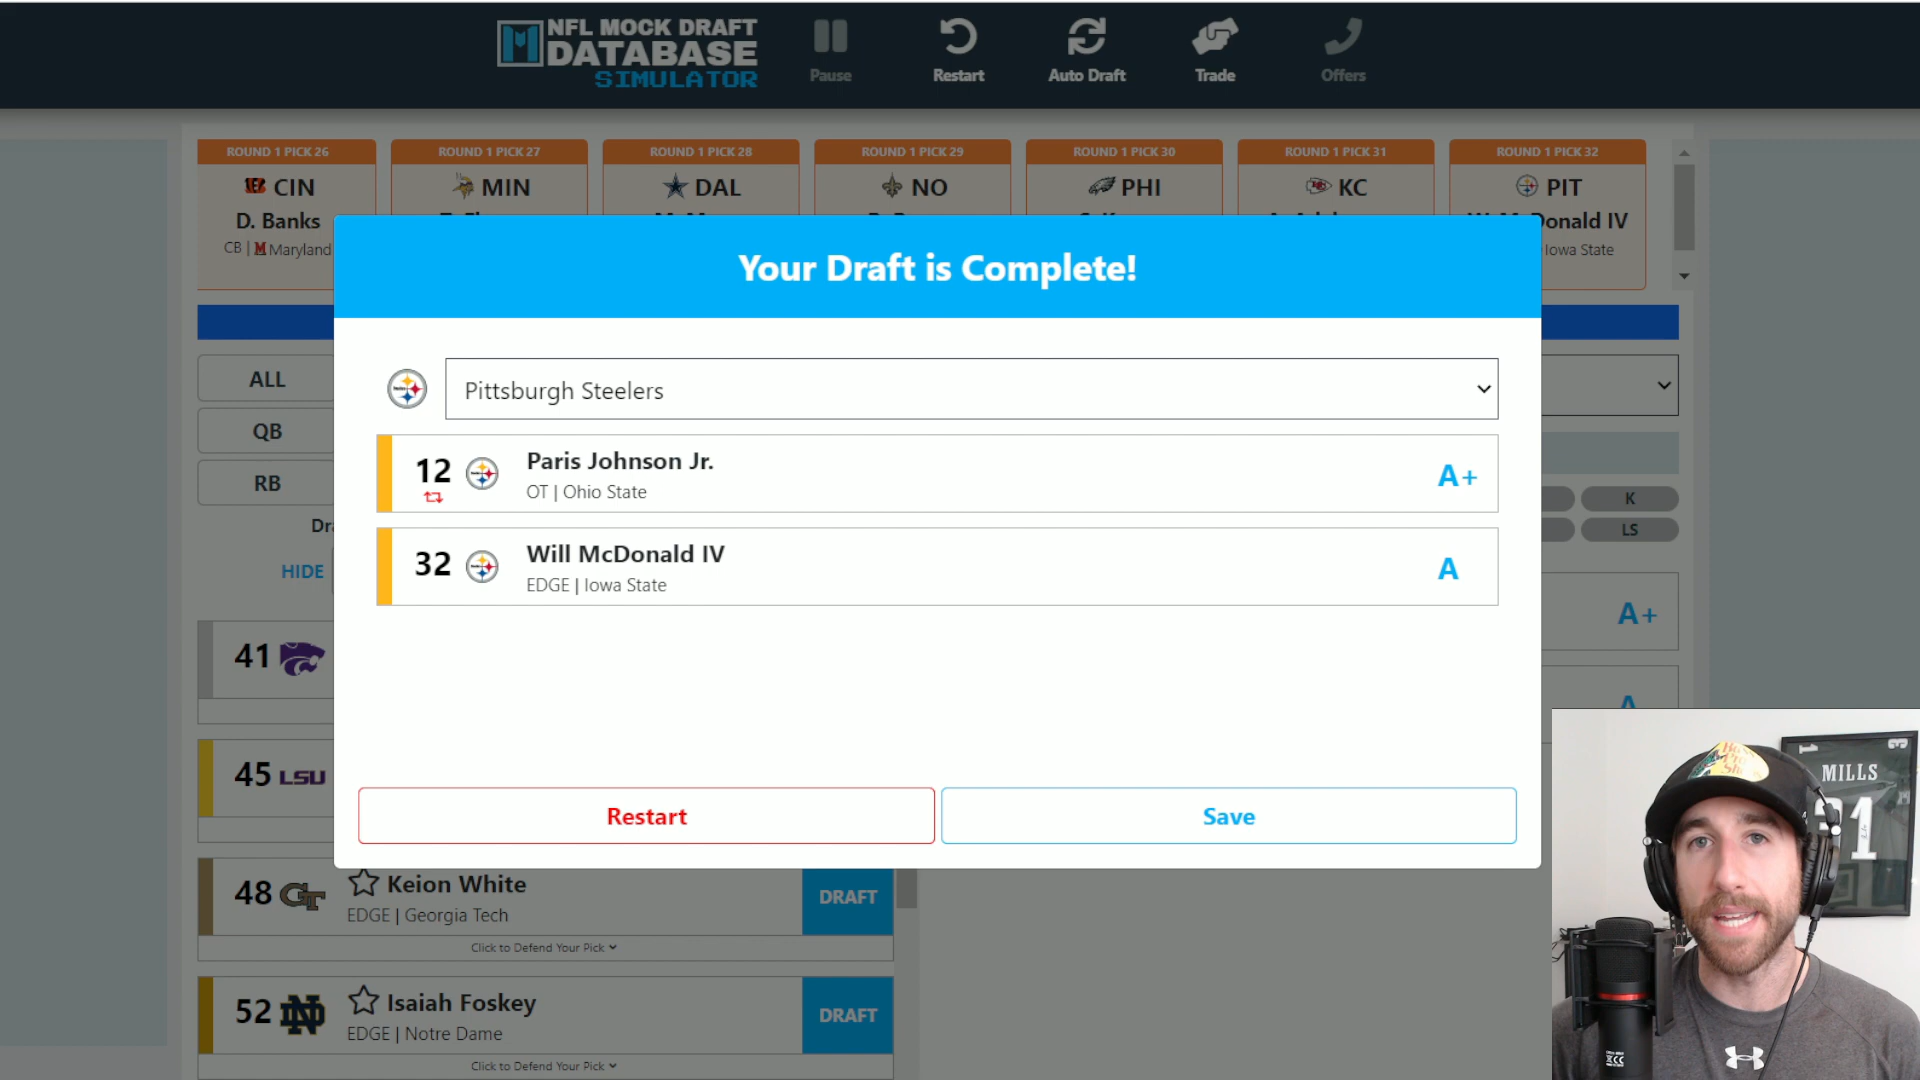 NFL MOCK DRAFT
DATABASE
SIMULATOR
Pause
Restart
Auto Draft
Trade
Offers
ROUND 1 PICK 26
CIN
D. Banks
CB | Maryland
ROUND 1 PICK 27
MIN
ROUND 1 PICK 28
DAL
ROUND 1 PICK 29
NO
ROUND 1 PICK 30
PHI
ROUND 1 PICK 31
KC
ROUND 1 PICK 32
PIT
Donald IV
Iowa State
Your Draft is Complete!
Pittsburgh Steelers
12
Paris Johnson Jr.
OT | Ohio State
A+
32
Will McDonald IV
EDGE | Iowa State
A
Restart
Save
ALL
QB
RB
HIDE
K
LS
A+
A
41
45 LSU
48 GT
Keion White
EDGE | Georgia Tech
DRAFT
Click to Defend Your Pick
52 ND
Isaiah Foskey
EDGE | Notre Dame
DRAFT
Click to Defend Your Pick
MILLS
31